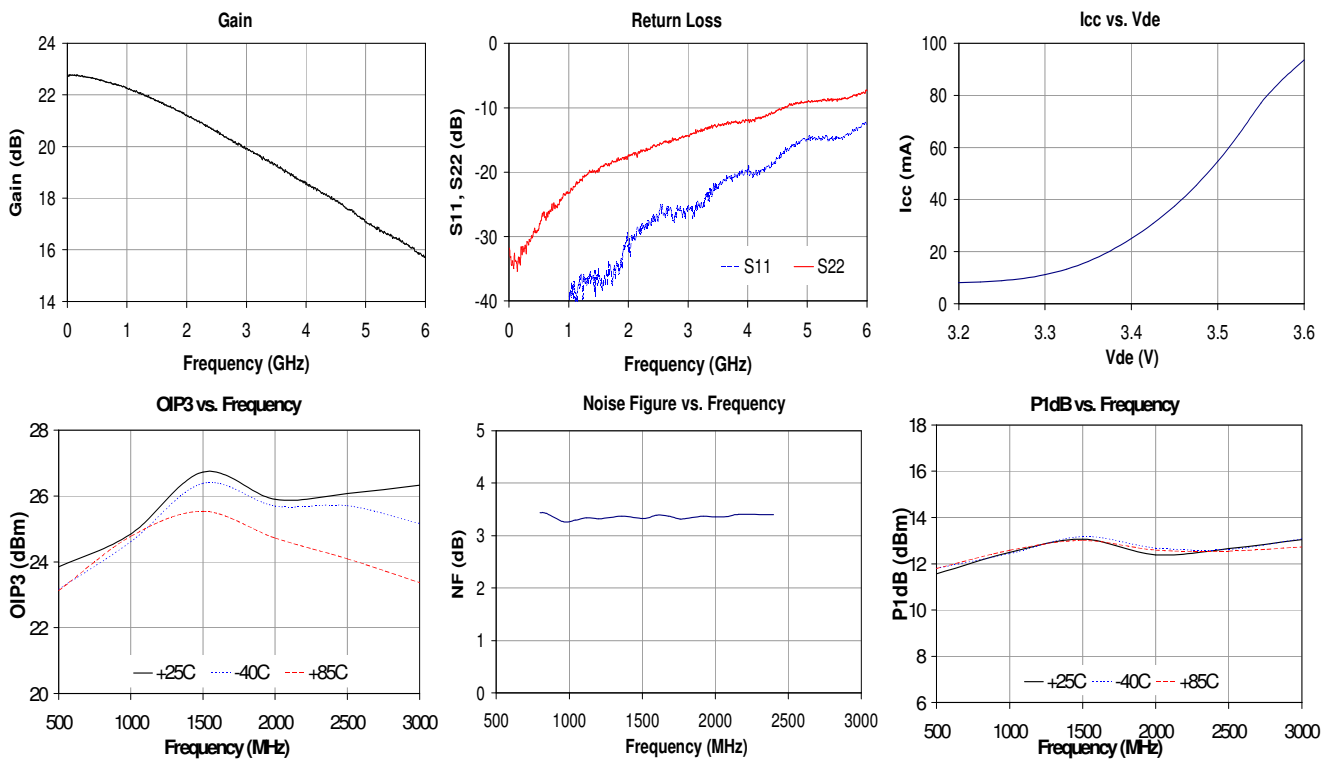 Gain
24
22
20
18
16
14
Gain (dB)
0 1 2 3 4 5 6
Frequency (GHz)
Return Loss
0
-10
-20
-30
-40
S11, S22 (dB)
S11 S22
0 1 2 3 4 5 6
Frequency (GHz)
Icc vs. Vde
100
80
60
40
20
0
Icc (mA)
3.2 3.3 3.4 3.5 3.6
Vde (V)
OIP3 vs. Frequency
28
26
24
22
20
OIP3 (dBm)
+25C -40C +85C
500 1000 1500 2000 2500 3000
Frequency (MHz)
Noise Figure vs. Frequency
5
4
3
2
1
0
NF (dB)
500 1000 1500 2000 2500 3000
Frequency (MHz)
P1dB vs. Frequency
18
16
14
12
10
8
6
P1dB (dBm)
+25C -40C +85C
500 1000 1500 2000 2500 3000
Frequency (MHz)